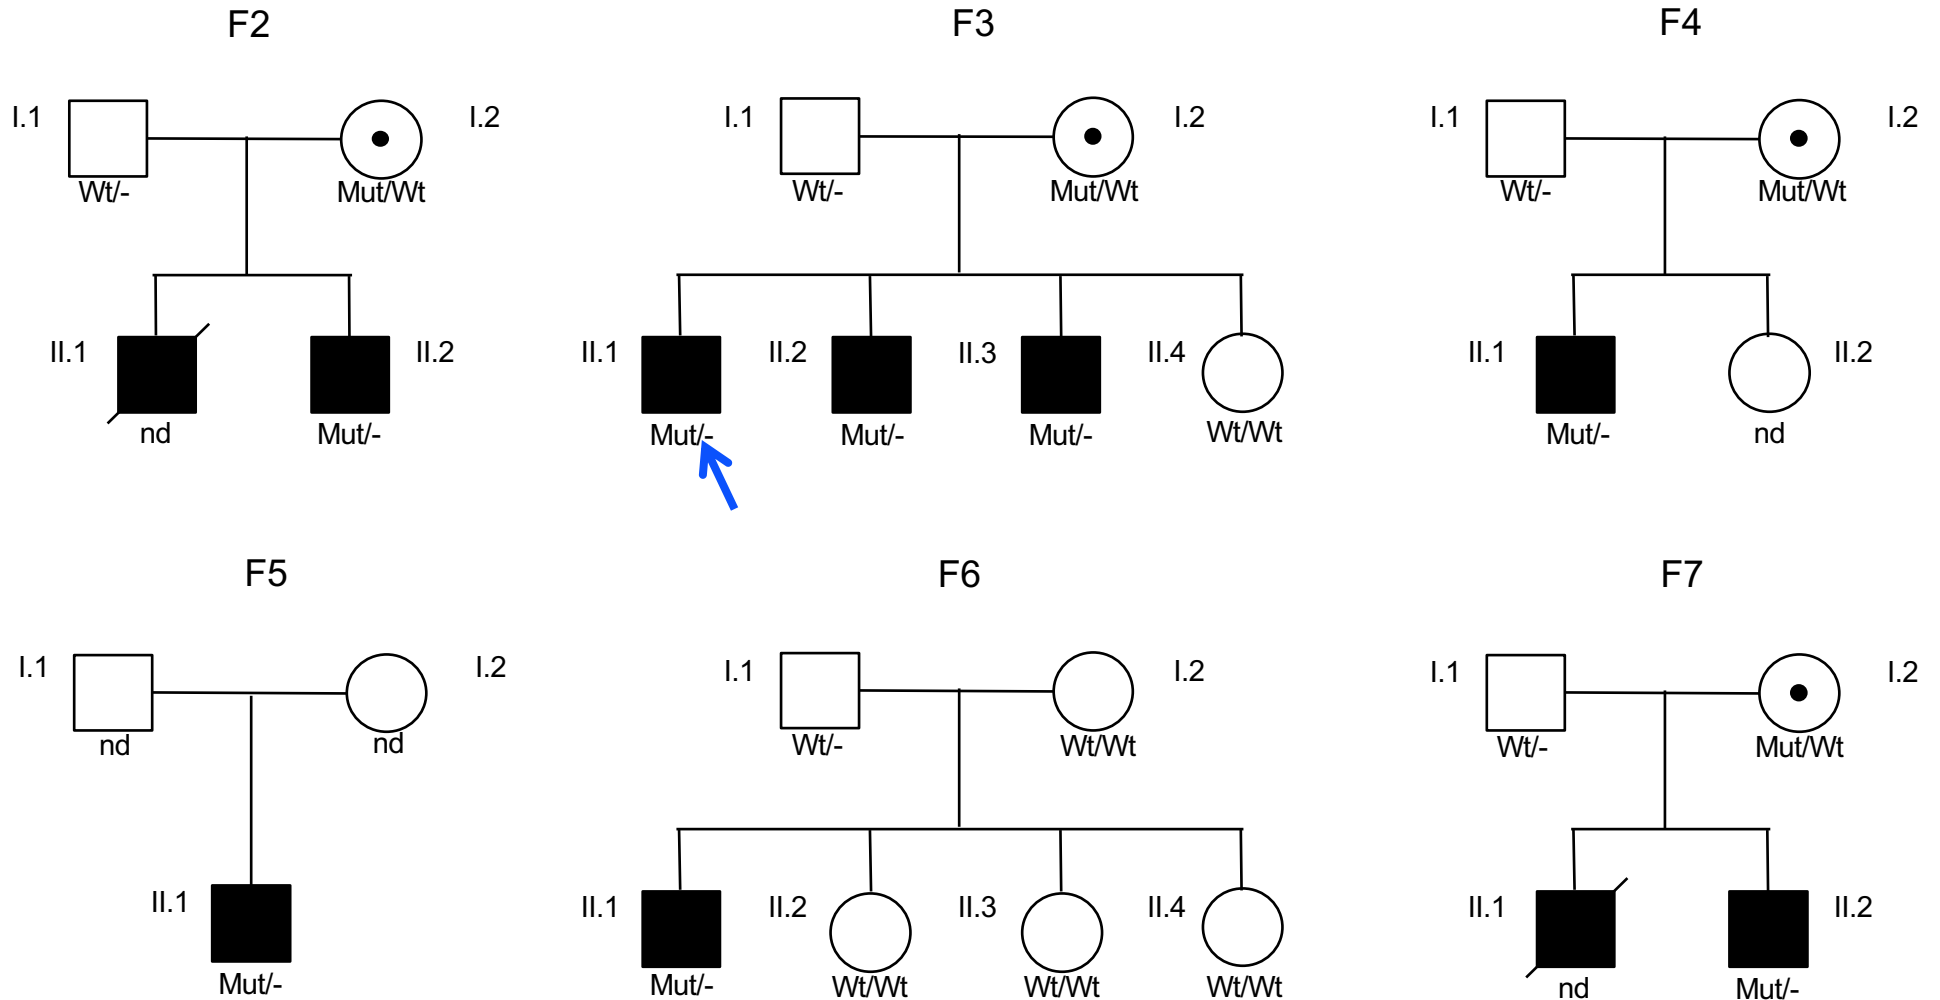 F2 F3 F4
I.1 I.2 I.1 I.2 I.1 I.2
Wt/- Mut/Wt Wt/- Mut/Wt Wt/- Mut/Wt
II.1 II.2 II.1 II.2 II.3 II.4 II.1 II.2
nd Mut/- Mut/- Mut/- Mut/- Wt/Wt Mut/- nd
F5 F6 F7
I.1 I.2 I.1 I.2 I.1 I.2
nd nd Wt/- Wt/Wt Wt/- Mut/Wt
II.1 II.1 II.2 II.3 II.4 II.1 II.2
Mut/- Mut/- Wt/Wt Wt/Wt Wt/Wt nd Mut/-